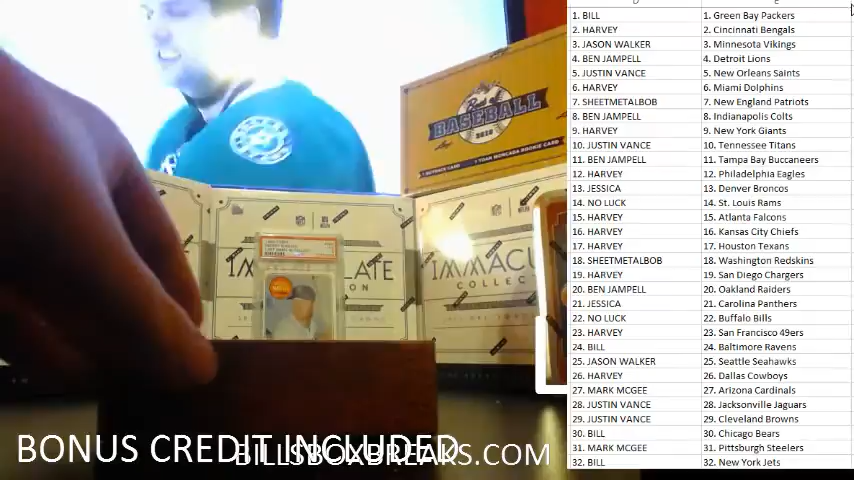 Best of
BASEBALL
2016
IMMACULATE
COLLEC
BONUS CREDIT INCLUDED
BILLSBOXBREAKS.COM
1. BILL 1. Green Bay Packers
2. HARVEY 2. Cincinnati Bengals
3. JASON WALKER 3. Minnesota Vikings
4. BEN JAMPELL 4. Detroit Lions
5. JUSTIN VANCE 5. New Orleans Saints
6. HARVEY 6. Miami Dolphins
7. SHEETMETALBOB 7. New England Patriots
8. BEN JAMPELL 8. Indianapolis Colts
9. HARVEY 9. New York Giants
10. JUSTIN VANCE 10. Tennessee Titans
11. BEN JAMPELL 11. Tampa Bay Buccaneers
12. HARVEY 12. Philadelphia Eagles
13. JESSICA 13. Denver Broncos
14. NO LUCK 14. St. Louis Rams
15. HARVEY 15. Atlanta Falcons
16. HARVEY 16. Kansas City Chiefs
17. HARVEY 17. Houston Texans
18. SHEETMETALBOB 18. Washington Redskins
19. HARVEY 19. San Diego Chargers
20. BEN JAMPELL 20. Oakland Raiders
21. JESSICA 21. Carolina Panthers
22. NO LUCK 22. Buffalo Bills
23. HARVEY 23. San Francisco 49ers
24. BILL 24. Baltimore Ravens
25. JASON WALKER 25. Seattle Seahawks
26. HARVEY 26. Dallas Cowboys
27. MARK MCGEE 27. Arizona Cardinals
28. JUSTIN VANCE 28. Jacksonville Jaguars
29. JUSTIN VANCE 29. Cleveland Browns
30. BILL 30. Chicago Bears
31. MARK MCGEE 31. Pittsburgh Steelers
32. BILL 32. New York Jets